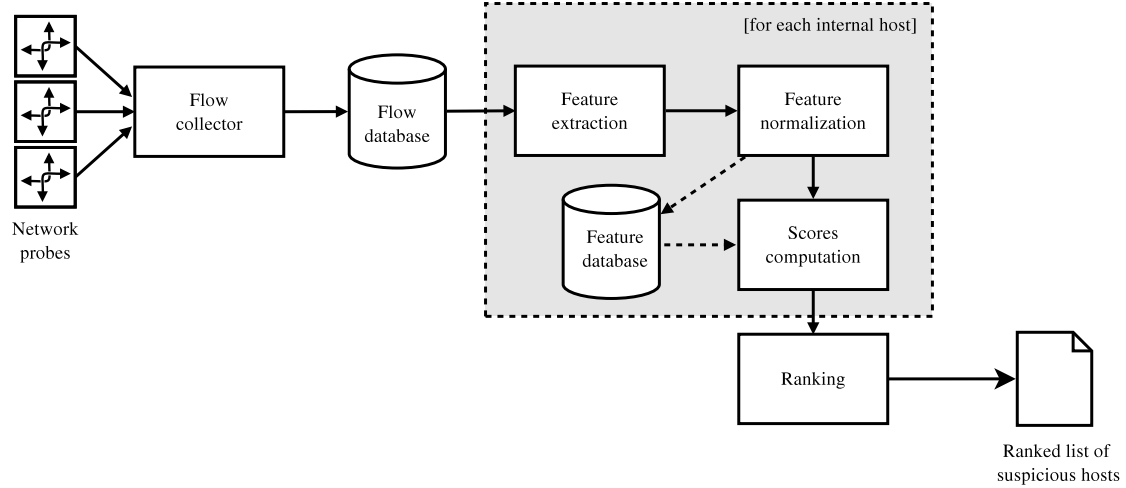 [for each internal host]
Flow
collector
Flow
database
Feature
extraction
Feature
normalization
Network
probes
Feature
database
Scores
computation
Ranking
Ranked list of
suspicious hosts